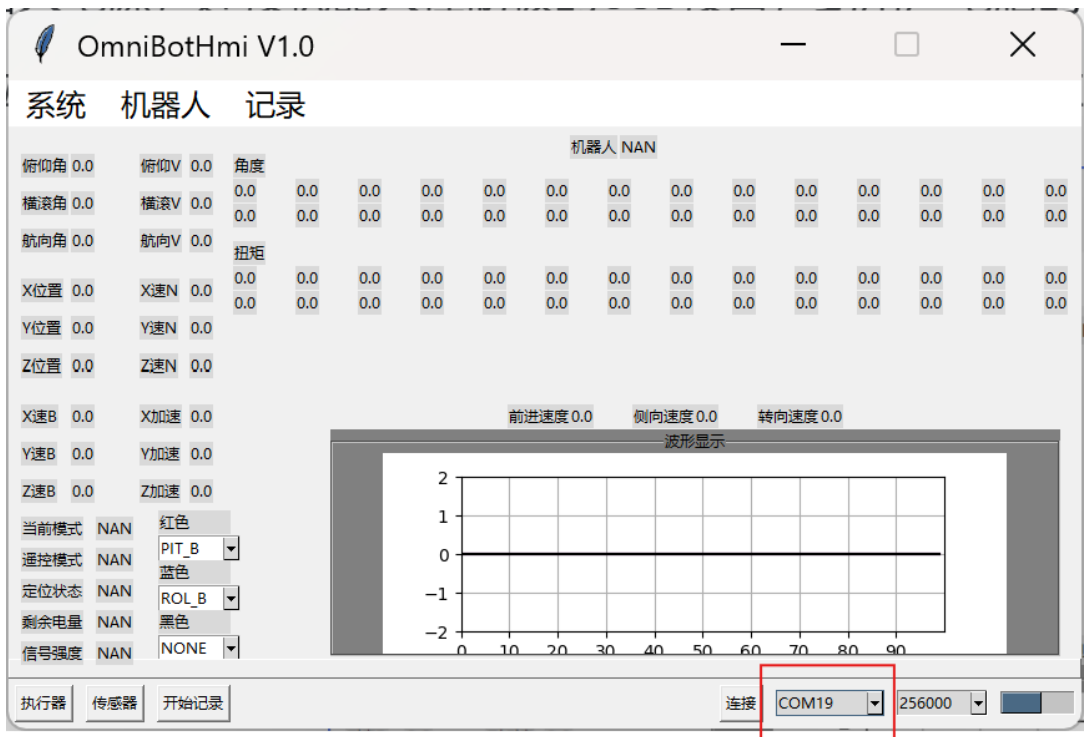 OmniBotHmi V1.0
系统 机器人 记录
机器人 NAN
俯仰角 0.0 俯仰V 0.0 角度
0.0 0.0 0.0 0.0 0.0 0.0 0.0 0.0 0.0 0.0 0.0 0.0 0.0 0.0
横滚角 0.0 横滚V 0.0
0.0 0.0 0.0 0.0 0.0 0.0 0.0 0.0 0.0 0.0 0.0 0.0 0.0 0.0
航向角 0.0 航向V 0.0
扭矩
0.0 0.0 0.0 0.0 0.0 0.0 0.0 0.0 0.0 0.0 0.0 0.0 0.0 0.0
X位置 0.0 X速N 0.0
0.0 0.0 0.0 0.0 0.0 0.0 0.0 0.0 0.0 0.0 0.0 0.0 0.0 0.0
Y位置 0.0 Y速N 0.0
Z位置 0.0 Z速N 0.0
X速B 0.0 X加速 0.0 前进速度 0.0 侧向速度 0.0 转向速度 0.0
波形显示
Y速B 0.0 Y加速 0.0
Z速B 0.0 Z加速 0.0
2
1
0
−1
−2
0 10 20 30 40 50 60 70 80 90
当前模式 NAN 红色
PIT_B
遥控模式 NAN
蓝色
定位状态 NAN ROL_B
剩余电量 NAN 黑色
信号强度 NAN NONE
执行器 传感器 开始记录 连接 COM19 256000